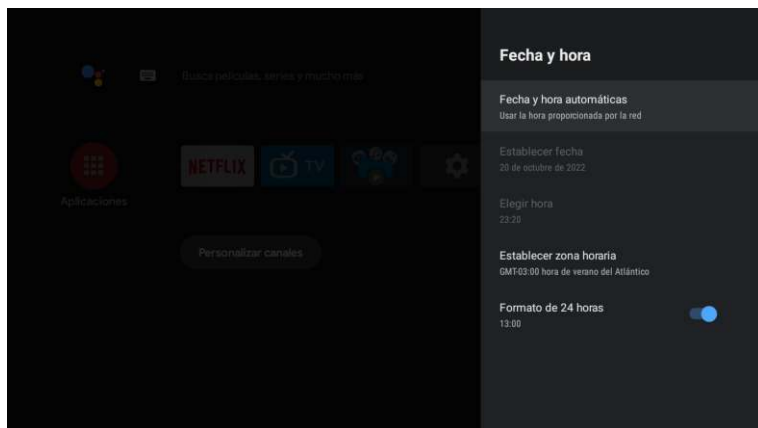 Fecha y hora
Busca películas, series y mucho más
Fecha y hora automáticas
Usar la hora proporcionada por la red
Establecer fecha
20 de octubre de 2022
NETFLIX
TV
Aplicaciones
Elegir hora
23:20
Personalizar canales
Establecer zona horaria
GMT-03:00 hora de verano del Atlántico
Formato de 24 horas
13:00